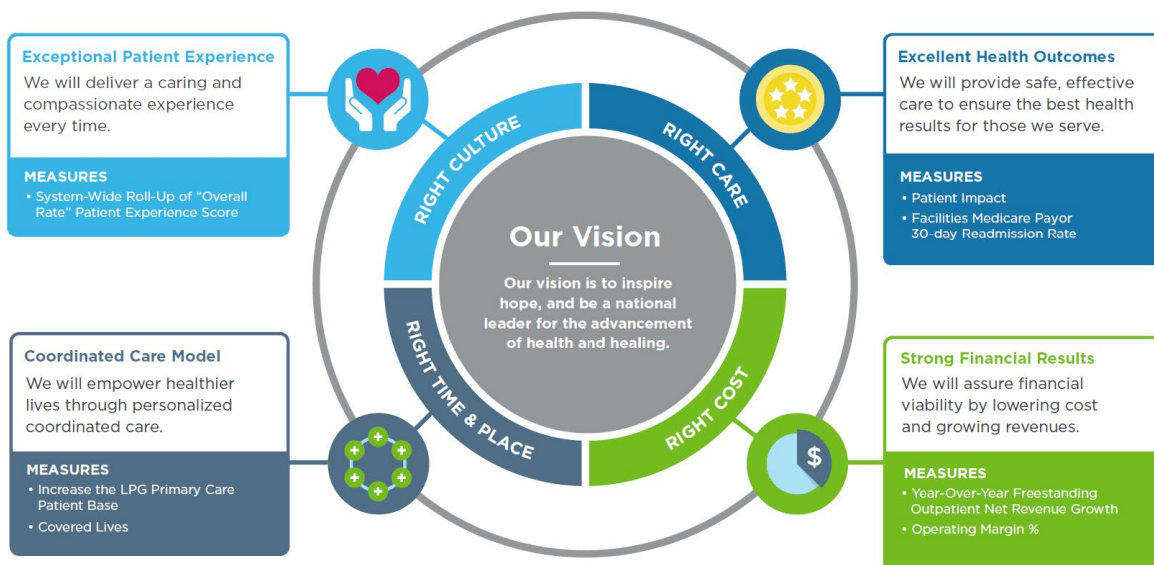 Exceptional Patient Experience
We will deliver a caring and
compassionate experience
every time.
MEASURES
• System-Wide Roll-Up of “Overall
Rate” Patient Experience Score
Excellent Health Outcomes
We will provide safe, effective
care to ensure the best health
results for those we serve.
MEASURES
• Patient Impact
• Facilities Medicare Payor
30-day Readmission Rate
RIGHT CULTURE
RIGHT CARE
Our Vision
Our vision is to inspire
hope, and be a national
leader for the advancement
of health and healing.
RIGHT TIME & PLACE
RIGHT COST
Coordinated Care Model
We will empower healthier
lives through personalized
coordinated care.
MEASURES
• Increase the LPG Primary Care
Patient Base
• Covered Lives
$
Strong Financial Results
We will assure financial
viability by lowering cost
and growing revenues.
MEASURES
• Year-Over-Year Freestanding
Outpatient Net Revenue Growth
• Operating Margin %